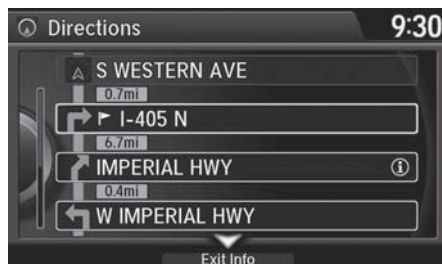 Directions 9:30
S WESTERN AVE
0.7mi
I-405 N
6.7mi
IMPERIAL HWY
0.4mi
W IMPERIAL HWY
Exit Info